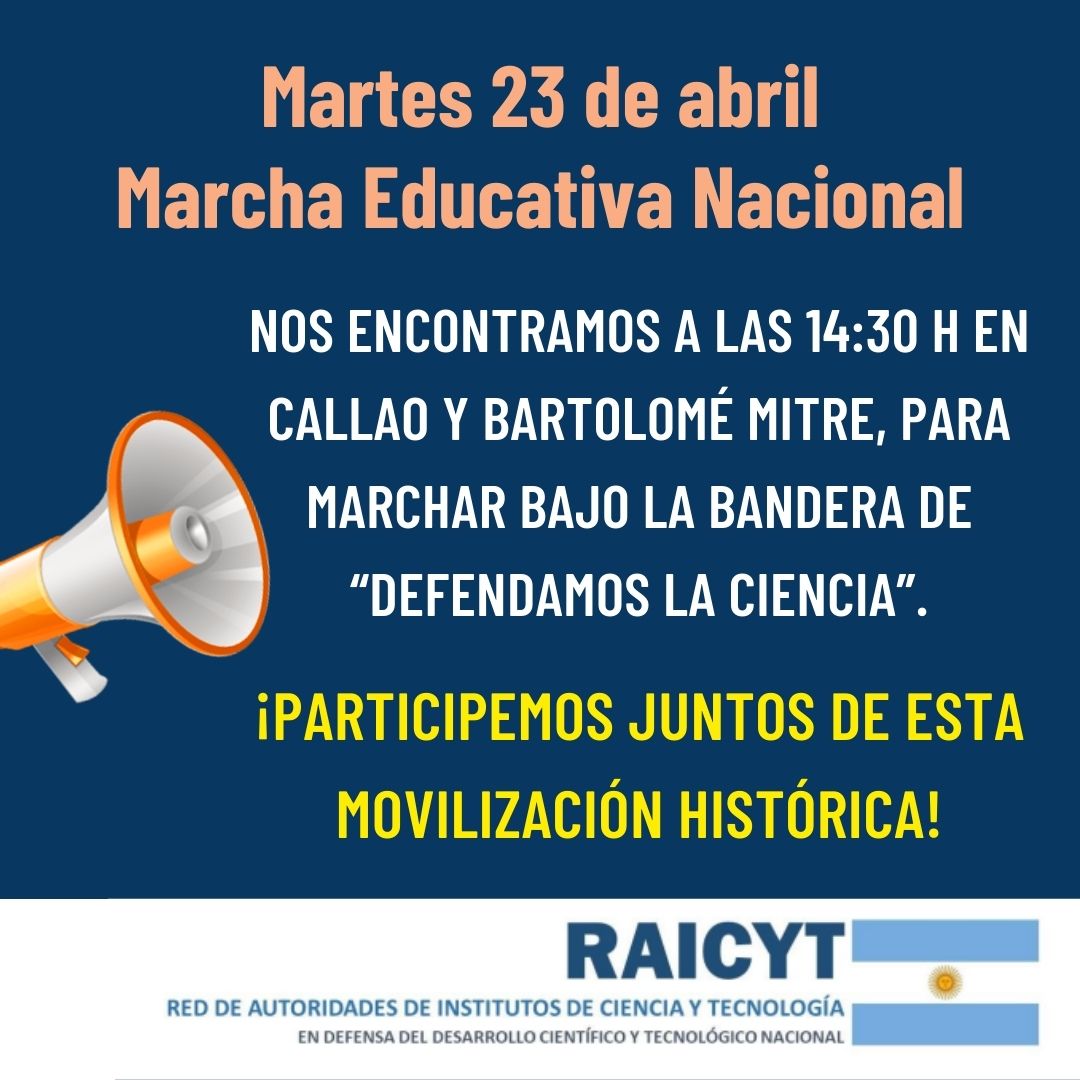 Martes 23 de abril
Marcha Educativa Nacional
NOS ENCONTRAMOS A LAS 14:30 H EN
CALLAO Y BARTOLOMÉ MITRE, PARA
MARCHAR BAJO LA BANDERA DE
“DEFENDAMOS LA CIENCIA”.
¡PARTICIPEMOS JUNTOS DE ESTA
MOVILIZACIÓN HISTÓRICA!
RAICYT
RED DE AUTORIDADES DE INSTITUTOS DE CIENCIA Y TECNOLOGÍA
EN DEFENSA DEL DESARROLLO CIENTÍFICO Y TECNOLÓGICO NACIONAL